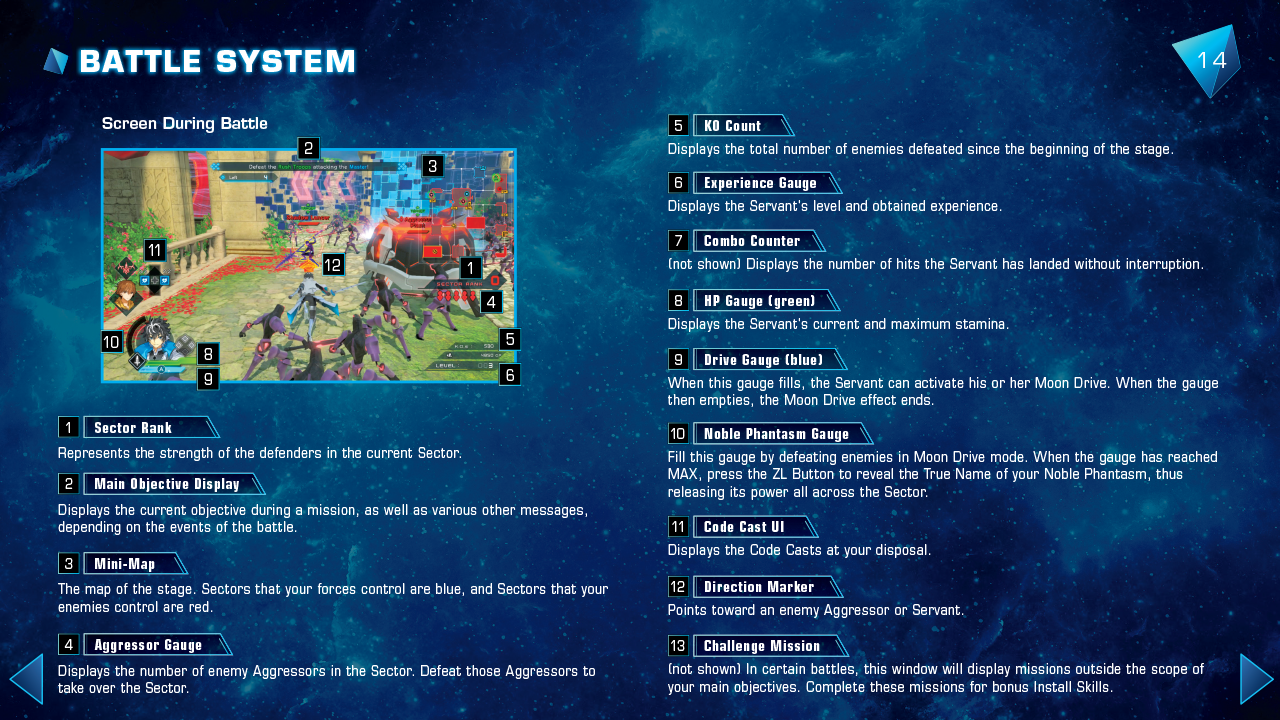 BATTLE SYSTEM
14
Screen During Battle
2
Defeat the Rush Troops attacking the Master!
Left 4
3
11
12
1
SECTOR RANK
4
10
8
5
9
6
LEVEL
1 Sector Rank
Represents the strength of the defenders in the current Sector.
2 Main Objective Display
Displays the current objective during a mission, as well as various other messages,
depending on the events of the battle.
3 Mini-Map
The map of the stage. Sectors that your forces control are blue, and Sectors that your
enemies control are red.
4 Aggressor Gauge
Displays the number of enemy Aggressors in the Sector. Defeat those Aggressors to
take over the Sector.
5 KO Count
Displays the total number of enemies defeated since the beginning of the stage.
6 Experience Gauge
Displays the Servant's level and obtained experience.
7 Combo Counter
(not shown) Displays the number of hits the Servant has landed without interruption.
8 HP Gauge (green)
Displays the Servant's current and maximum stamina.
9 Drive Gauge (blue)
When this gauge fills, the Servant can activate his or her Moon Drive. When the gauge
then empties, the Moon Drive effect ends.
10 Noble Phantasm Gauge
Fill this gauge by defeating enemies in Moon Drive mode. When the gauge has reached
MAX, press the ZL Button to reveal the True Name of your Noble Phantasm, thus
releasing its power all across the Sector.
11 Code Cast UI
Displays the Code Casts at your disposal.
12 Direction Marker
Points toward an enemy Aggressor or Servant.
13 Challenge Mission
(not shown) In certain battles, this window will display missions outside the scope of
your main objectives. Complete these missions for bonus Install Skills.